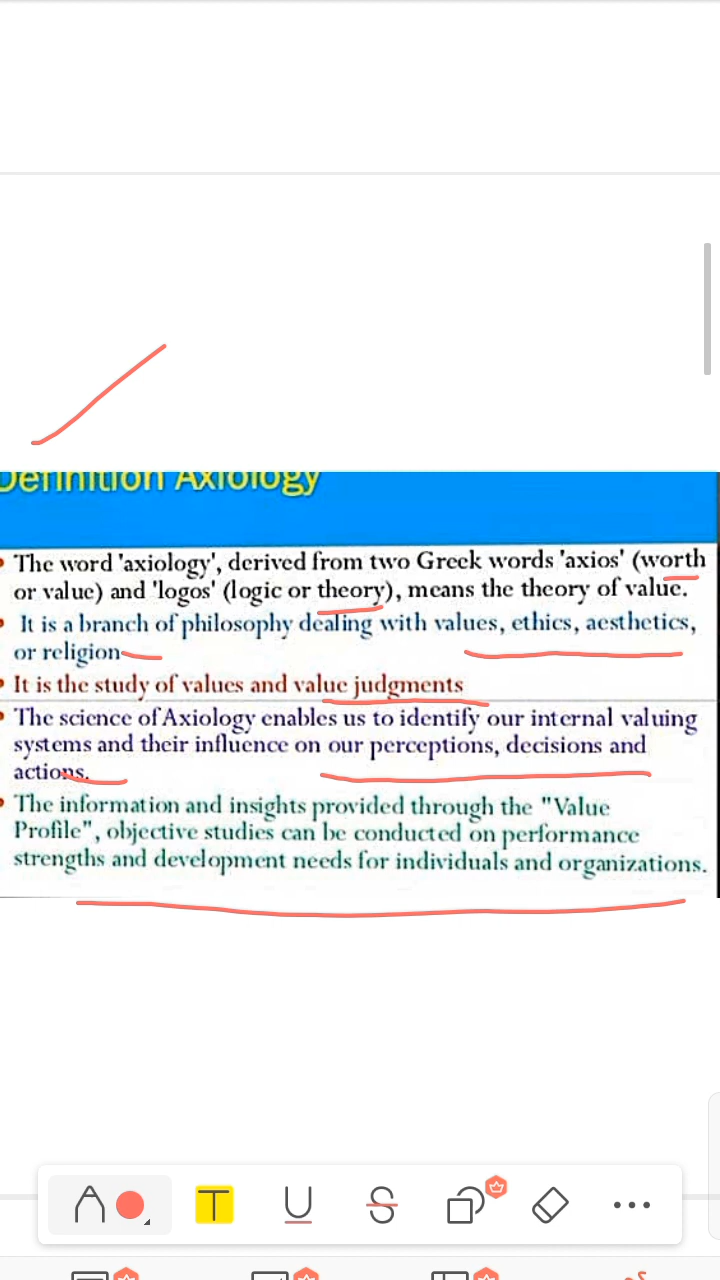 Definition Axiology
• The word 'axiology', derived from two Greek words 'axios' (worth
or value) and 'logos' (logic or theory), means the theory of value.
• It is a branch of philosophy dealing with values, ethics, aesthetics,
or religion
• It is the study of values and value judgments
• The science of Axiology enables us to identify our internal valuing
systems and their influence on our perceptions, decisions and
actions.
• The information and insights provided through the "Value
Profile", objective studies can be conducted on performance
strengths and development needs for individuals and organizations.
A T U S